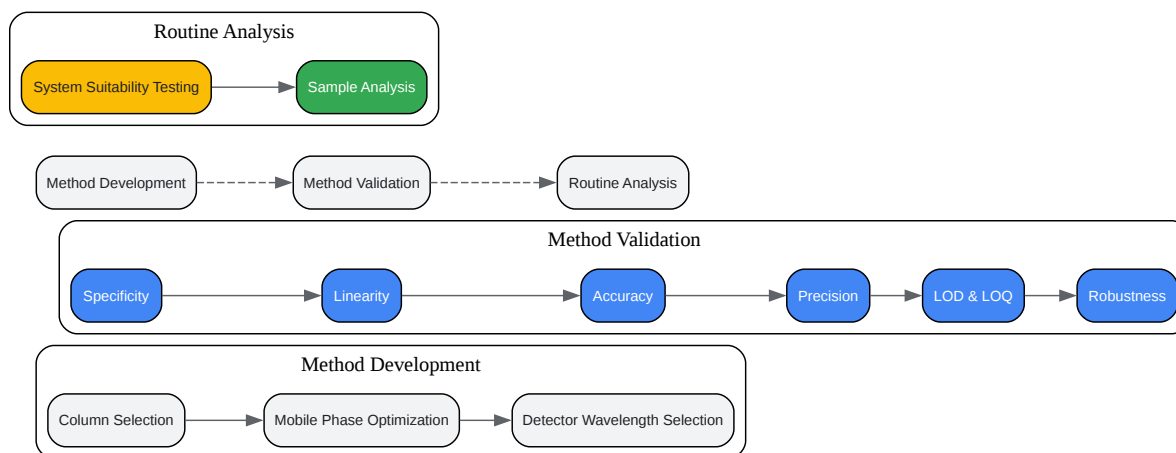 Routine Analysis
System Suitability Testing
Sample Analysis
Method Development
Method Validation
Routine Analysis
Method Validation
Specificity
Linearity
Accuracy
Precision
LOD & LOQ
Robustness
Method Development
Column Selection
Mobile Phase Optimization
Detector Wavelength Selection